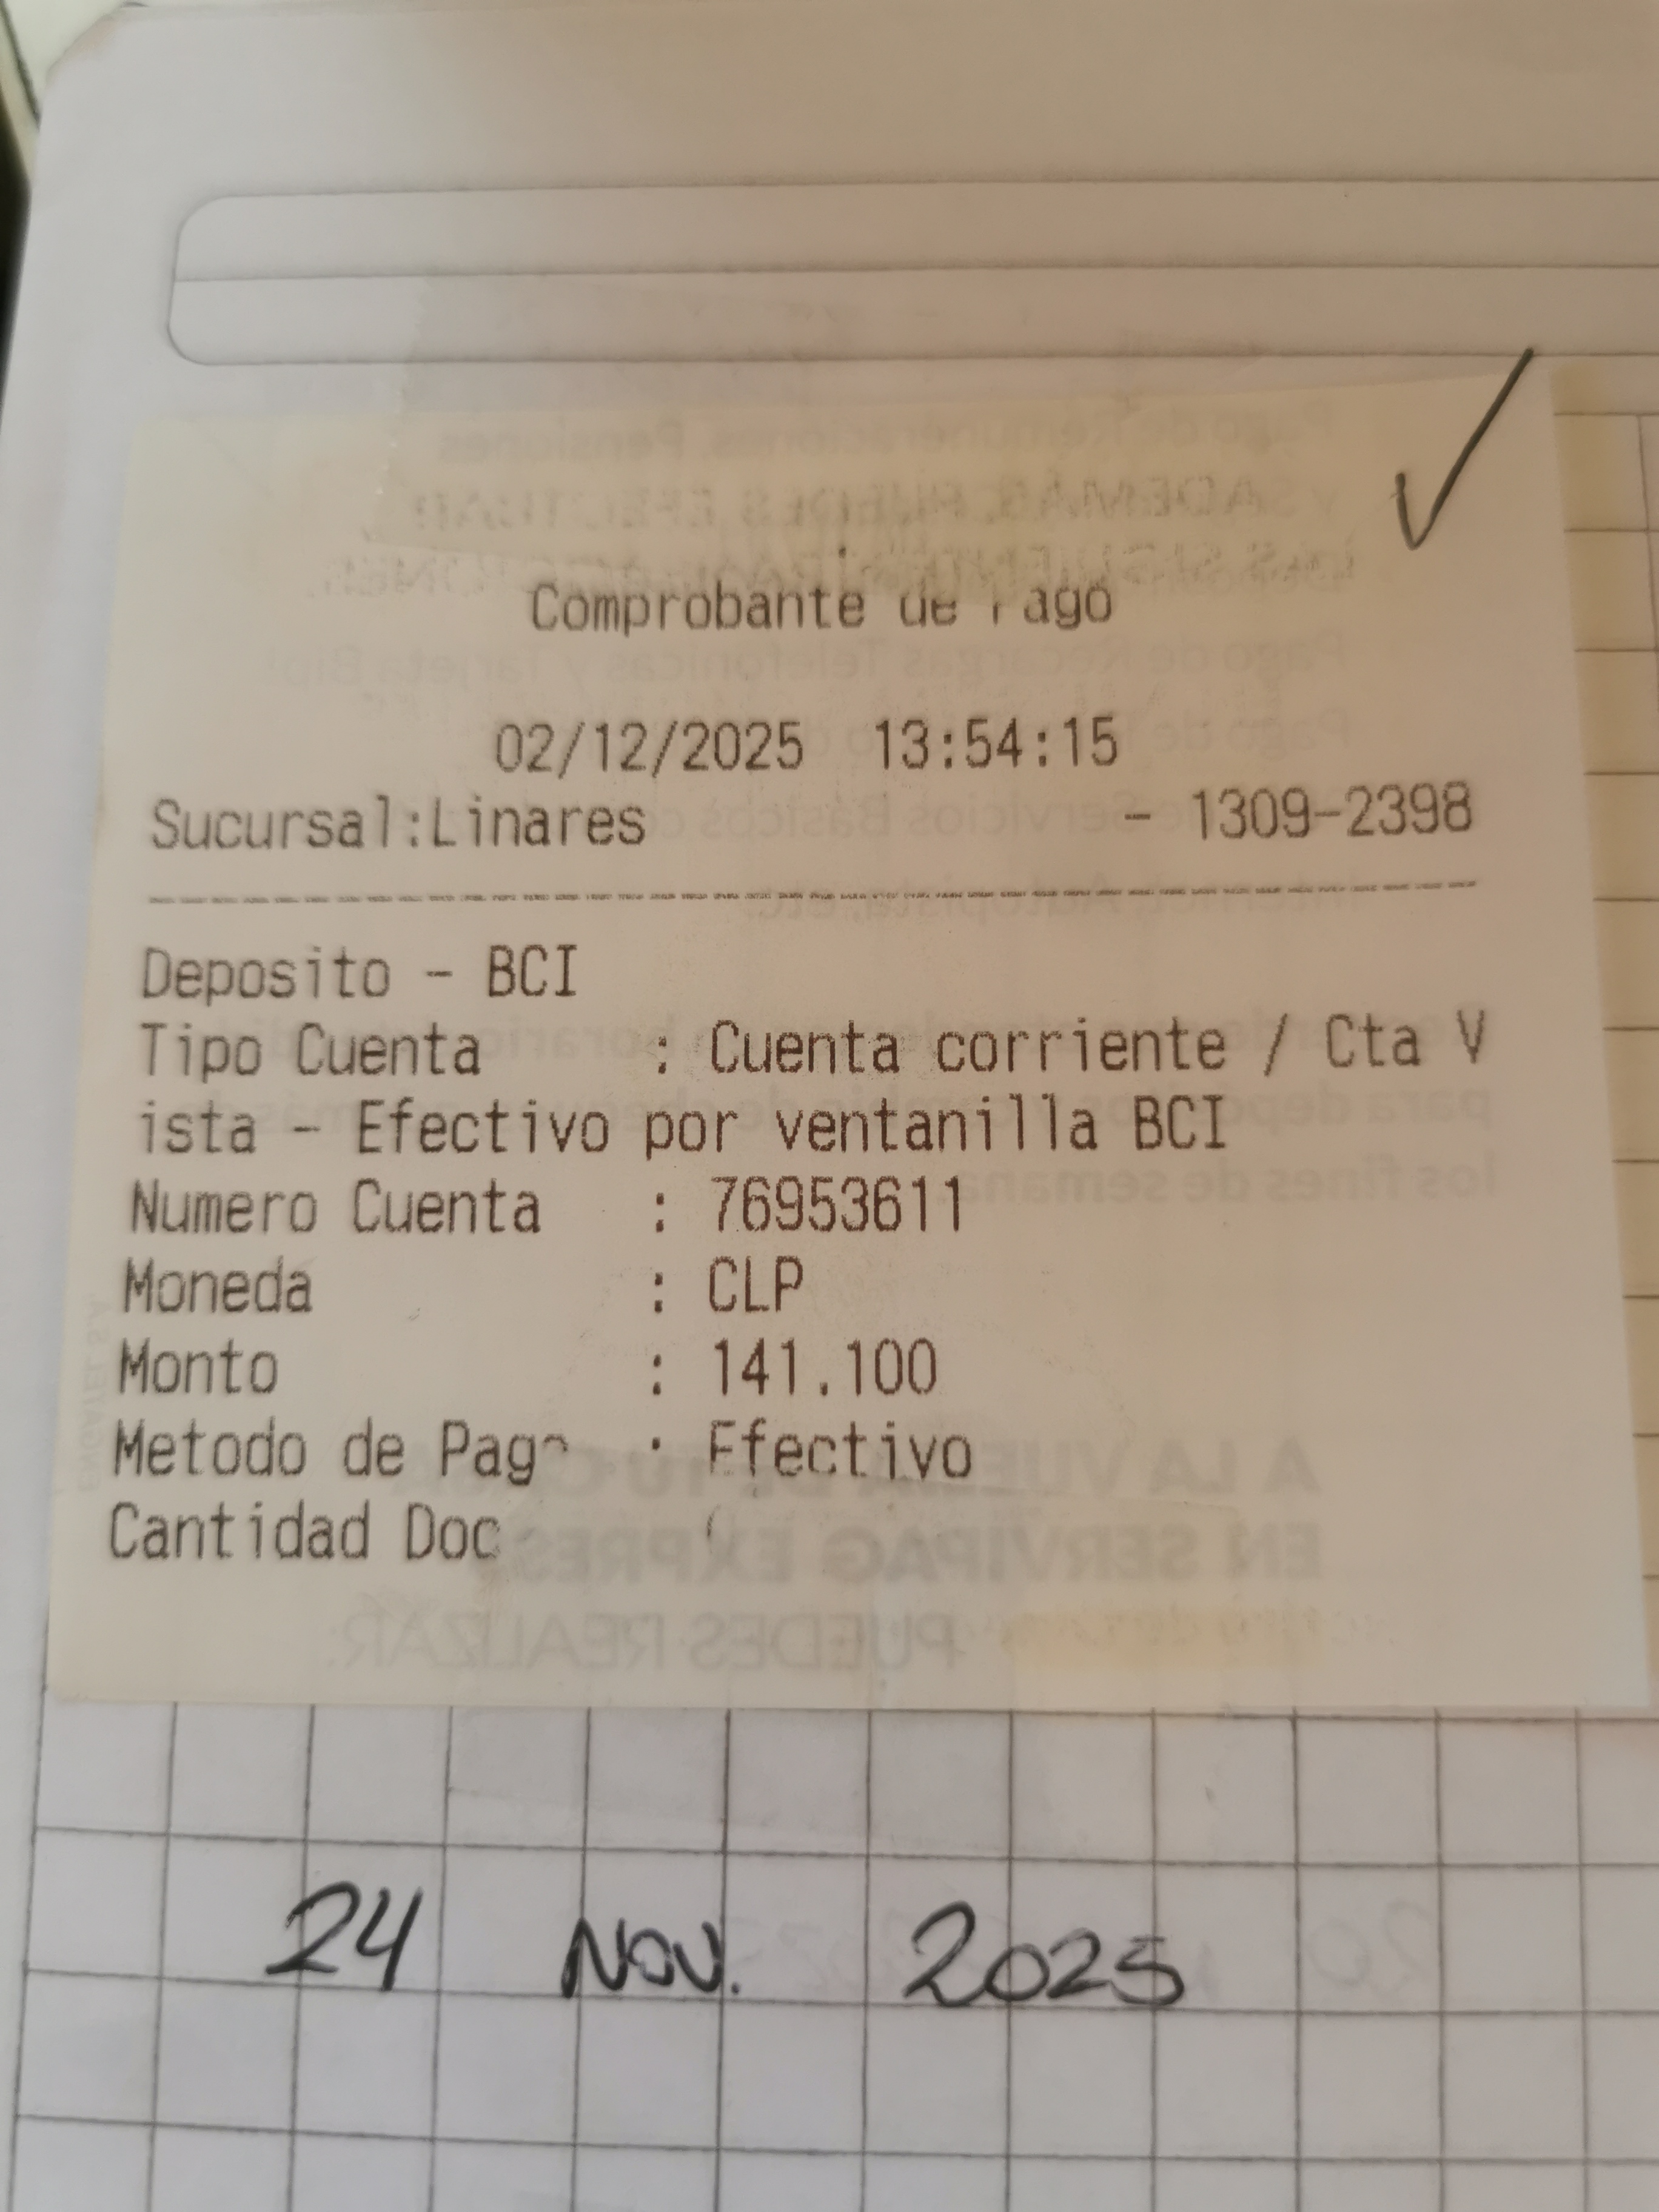 Comprobante de Pago
02/12/2025 13:54:15
Sucursal:Linares - 1309-2398
Deposito - BCI
Tipo Cuenta : Cuenta corriente / Cta V
ista - Efectivo por ventanilla BCI
Numero Cuenta : 76953611
Moneda : CLP
Monto : 141.100
Metodo de Pago : Efectivo
Cantidad Doc
24 NOV. 2025